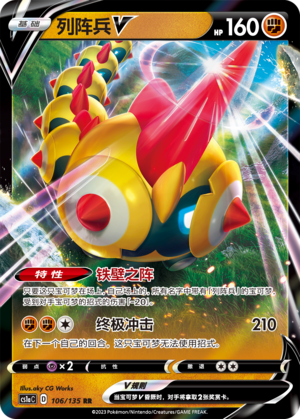 基础 列阵兵V HP 160
特性 铁壁之阵
只要这只宝可梦在场上，自己场上的，所有名字中带有「列阵兵」的宝可梦，
受到对手宝可梦的招式的伤害「-20」。
终极冲击 210
在下一个自己的回合，这只宝可梦无法使用招式。
弱点 ×2 抵抗力 撤退
Illus.aky CG Works
V规则
当宝可梦V昏厥时，对手将拿取2张奖赏卡。
D 106/135 RR
©2023 Pokémon/Nintendo/Creatures/GAME FREAK.